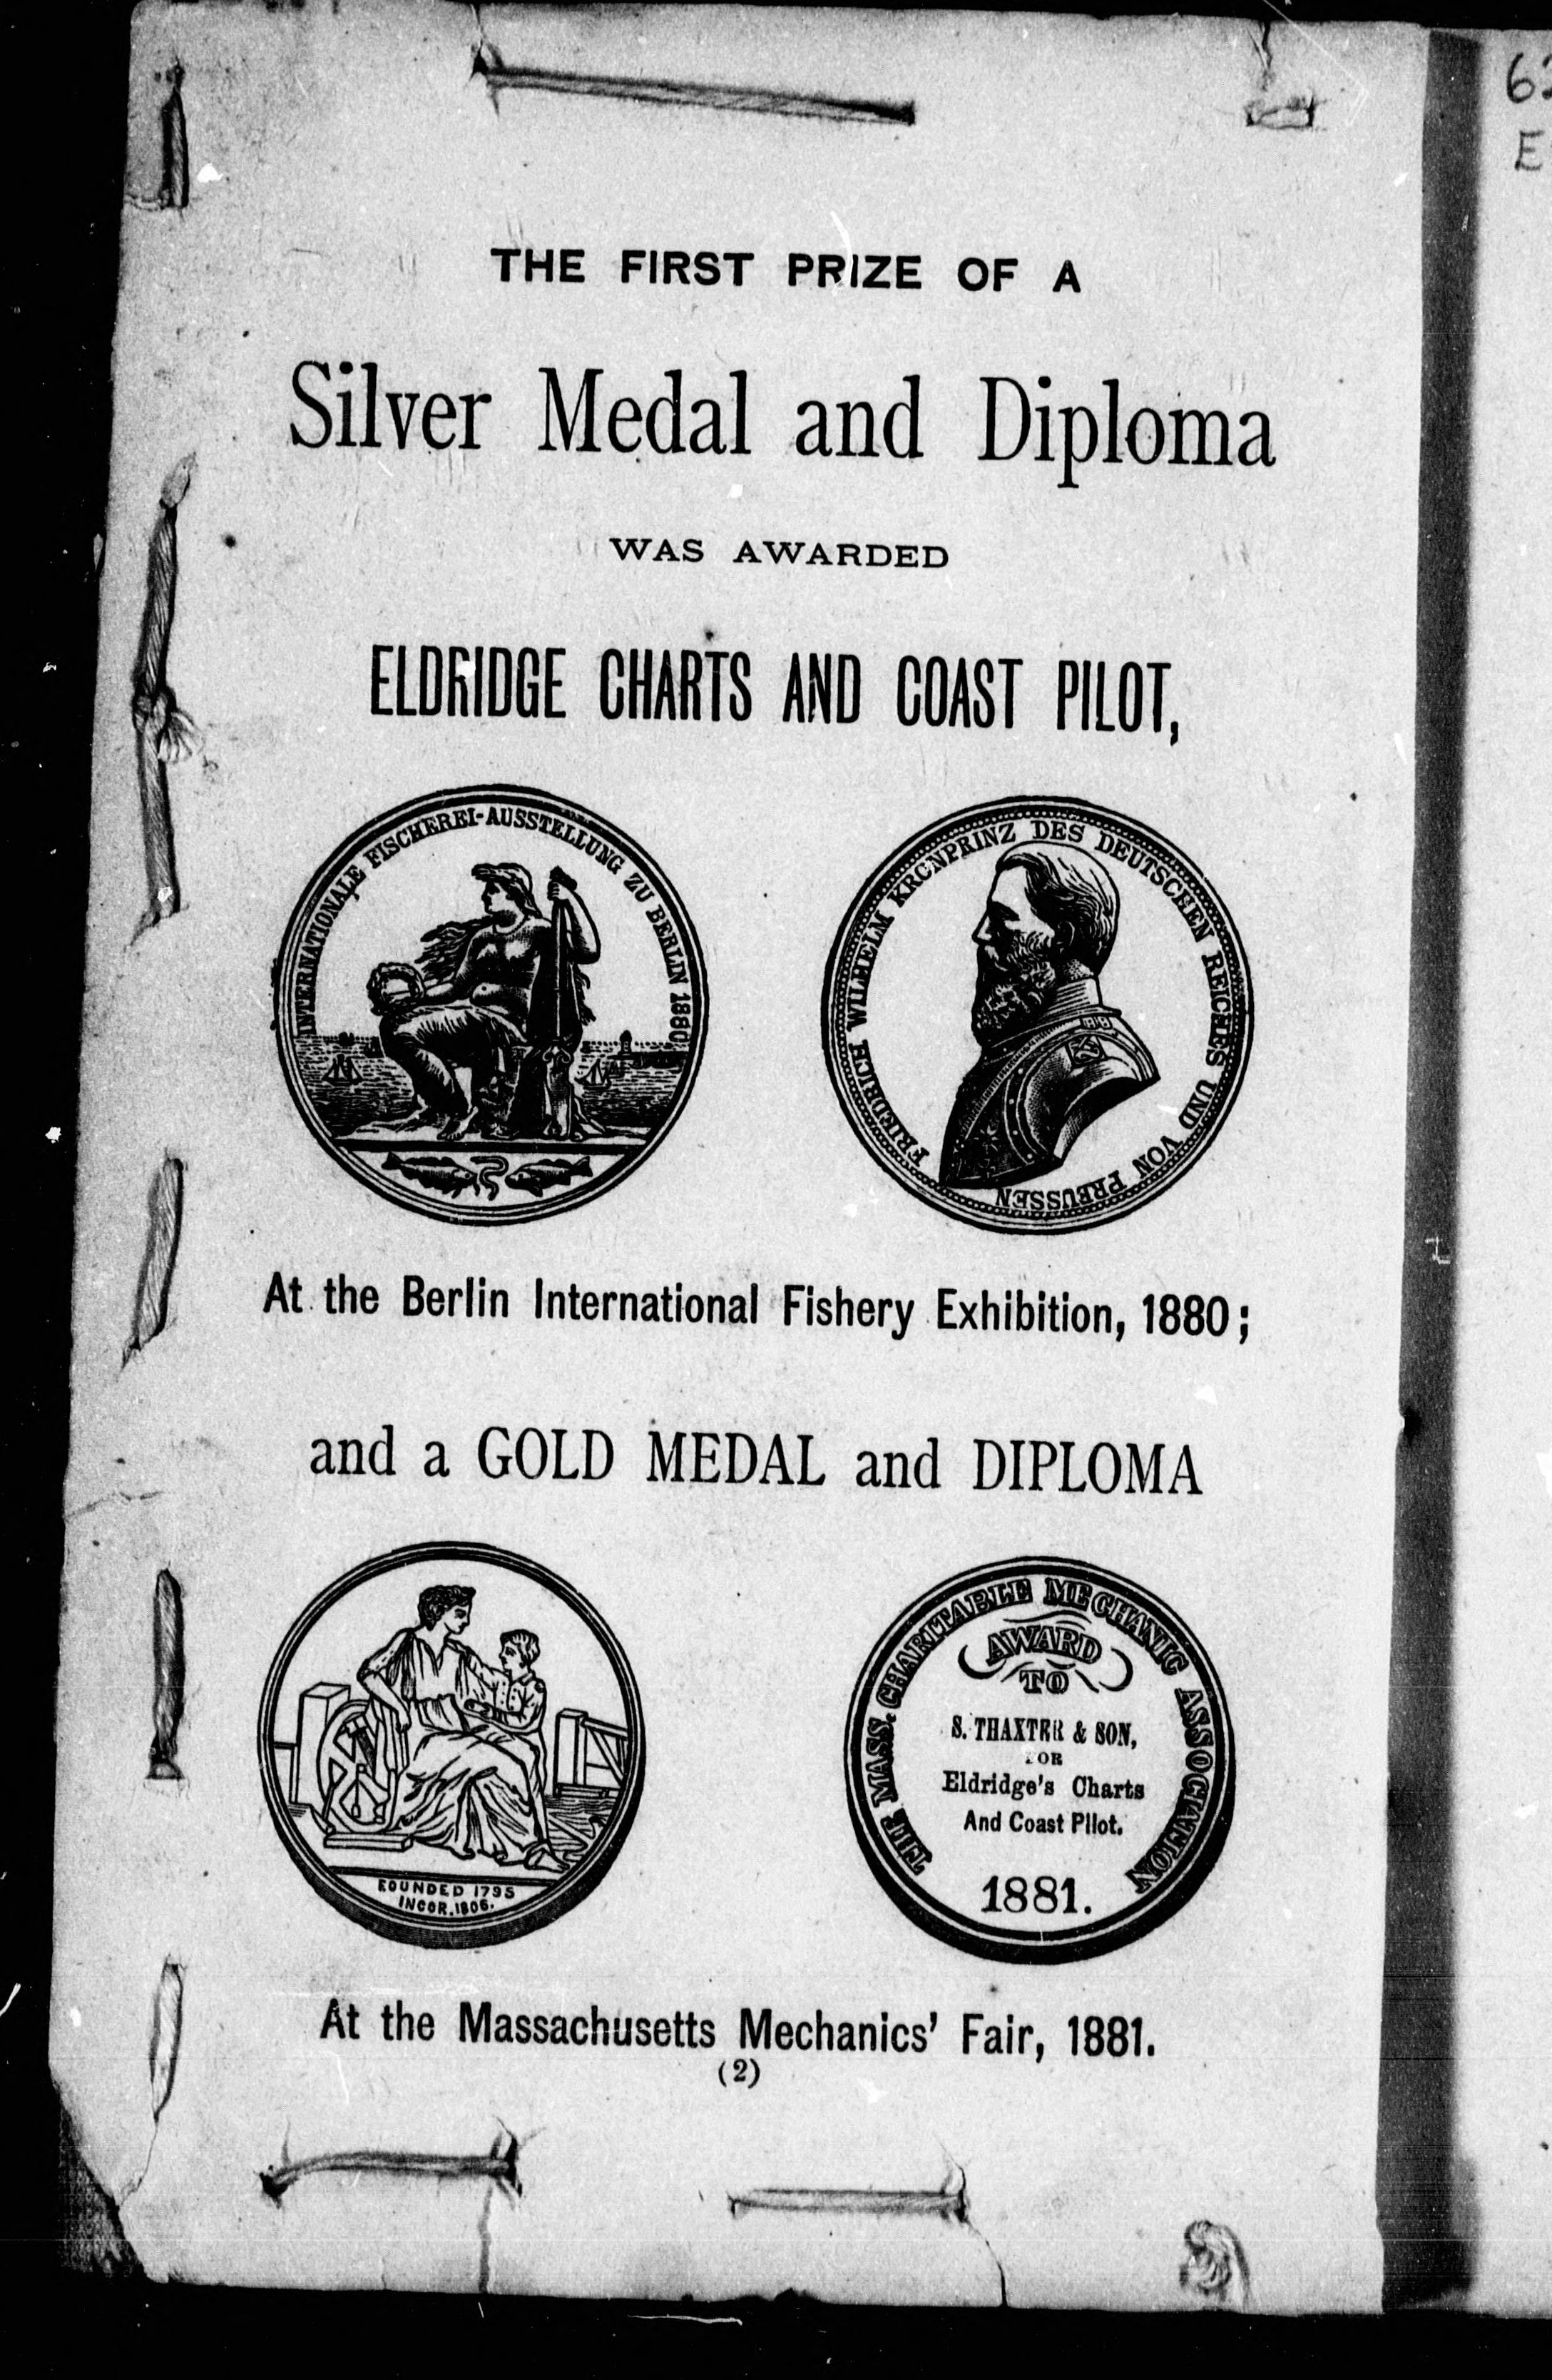 THE FIRST PRIZE OF A
Silver Medal and Diploma
WAS AWARDED
ELDRIDGE CHARTS AND COAST PILOT,
INTERNATIONALE FISCHEREI-AUSSTELLUNG ZU BERLIN 1880
FRIEDRICH WILHELM KRONPRINZ DES DEUTSCHEN REICHES UND VON PREUSSEN
At the Berlin International Fishery Exhibition, 1880;
and a GOLD MEDAL and DIPLOMA
FOUNDED 1795
INCOR. 1806.
THE MASS. CHARITABLE MECHANIC ASSOCIATION
AWARD
TO
S. THAXTER & SON,
FOR
Eldridge's Charts
And Coast Pilot.
1881.
At the Massachusetts Mechanics' Fair, 1881.
(2)